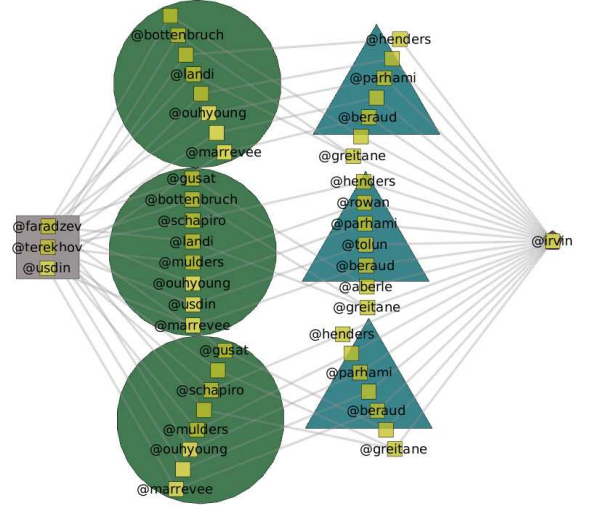 @bottenbruch
@landi
@ouhyoung
@marrevee
@henders
@parhami
@beraud
@greitane
@faradzev
@terekhov
@usdin
@gusat
@bottenbruch
@schapiro
@landi
@mulders
@ouhyoung
@usdin
@marrevee
@henders
@rowan
@parhami
@tolun
@beraud
@aberle
@greitane
@irvin
@gusat
@schapiro
@mulders
@ouhyoung
@marrevee
@henders
@parhami
@beraud
@greitane